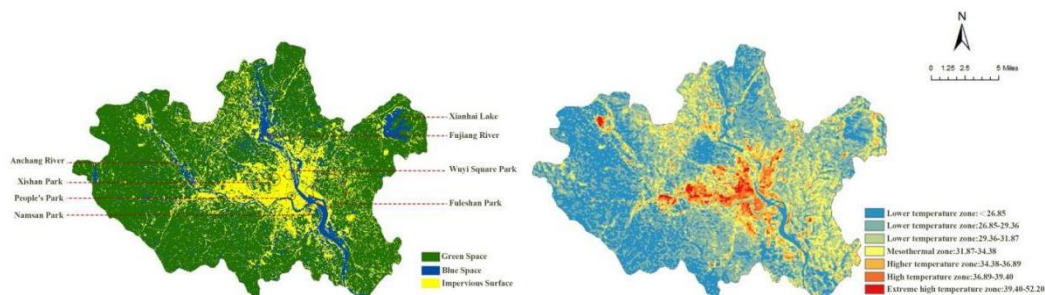 N
0 1.25 2.5 5 Miles
Xianhai Lake
Fujiang River
Anchang River
Wuyi Square Park
Xishan Park
People's Park
Fuleshan Park
Namsan Park
Green Space
Blue Space
Impervious Surface
Lower temperature zone: < 26.85
Lower temperature zone:26.85-29.36
Lower temperature zone:29.36-31.87
Mesothermal zone:31.87-34.38
Higher temperature zone:34.38-36.89
High temperature zone:36.89-39.40
Extreme high temperature zone:39.40-52.20